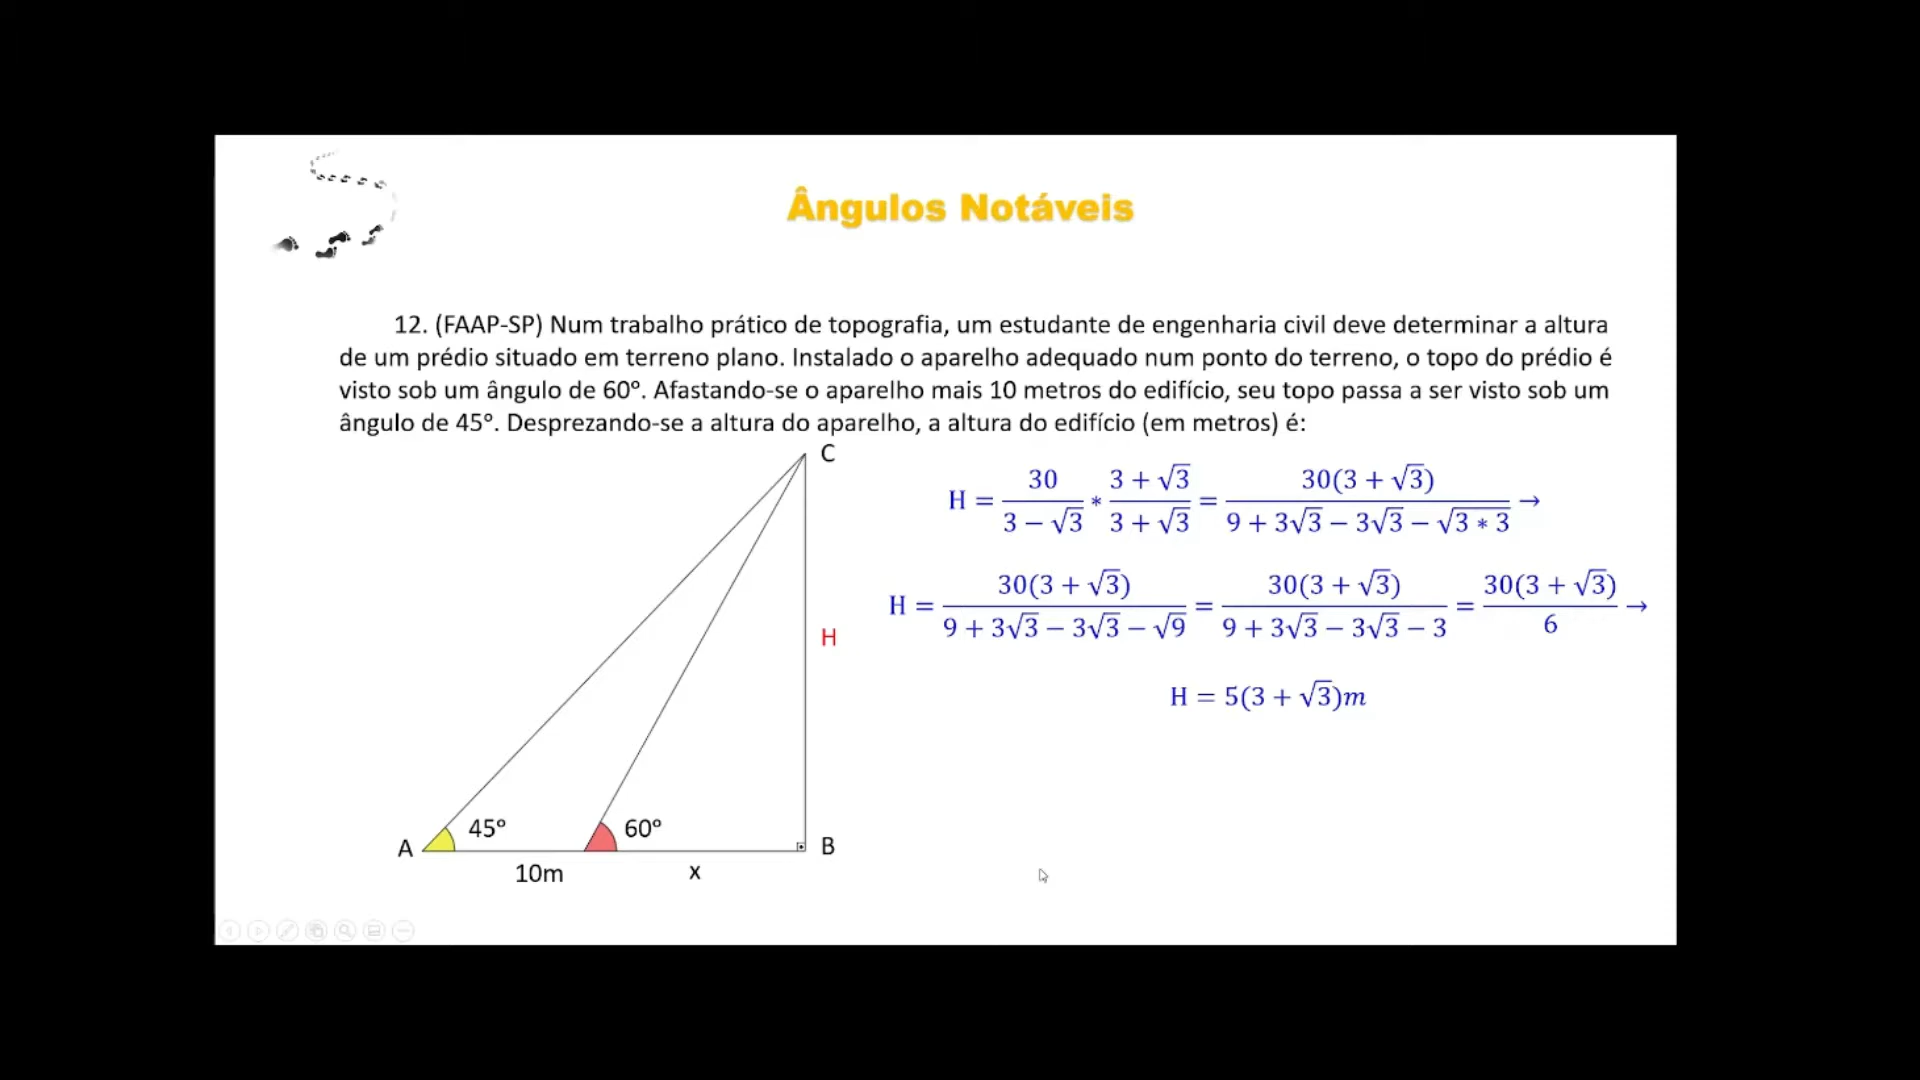 Ângulos Notáveis
12. (FAAP-SP) Num trabalho prático de topografia, um estudante de engenharia civil deve determinar a altura
de um prédio situado em terreno plano. Instalado o aparelho adequado num ponto do terreno, o topo do prédio é
visto sob um ângulo de 60º. Afastando-se o aparelho mais 10 metros do edifício, seu topo passa a ser visto sob um
ângulo de 45º. Desprezando-se a altura do aparelho, a altura do edifício (em metros) é:
C
H
A
45º
60º
B
10m
x
H = 30/(3 − √3) * (3 + √3)/(3 + √3) = 30(3 + √3)/(9 + 3√3 − 3√3 − √(3 * 3)) →
H = 30(3 + √3)/(9 + 3√3 − 3√3 − √9) = 30(3 + √3)/(9 + 3√3 − 3√3 − 3) = 30(3 + √3)/6 →
H = 5(3 + √3)m